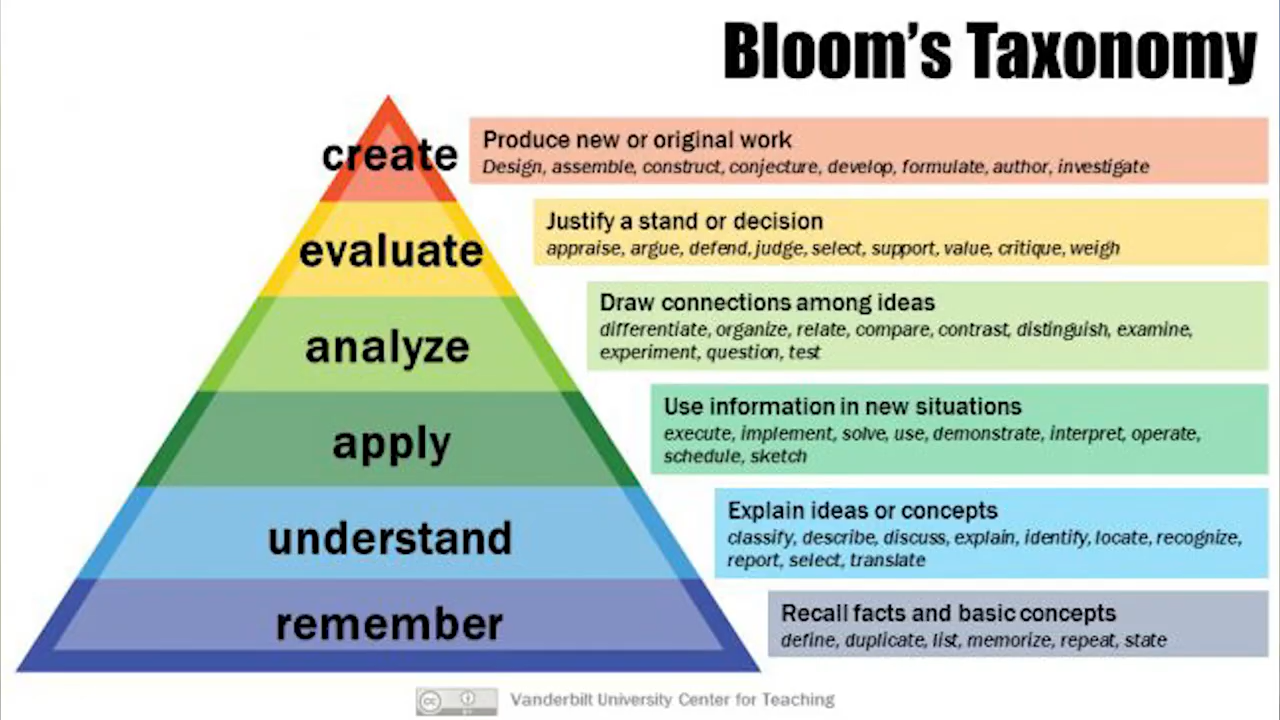 Bloom's Taxonomy
create
Produce new or original work
Design, assemble, construct, conjecture, develop, formulate, author, investigate
evaluate
Justify a stand or decision
appraise, argue, defend, judge, select, support, value, critique, weigh
analyze
Draw connections among ideas
differentiate, organize, relate, compare, contrast, distinguish, examine,
experiment, question, test
apply
Use information in new situations
execute, implement, solve, use, demonstrate, interpret, operate,
schedule, sketch
understand
Explain ideas or concepts
classify, describe, discuss, explain, identify, locate, recognize,
report, select, translate
remember
Recall facts and basic concepts
define, duplicate, list, memorize, repeat, state
cc
Vanderbilt University Center for Teaching